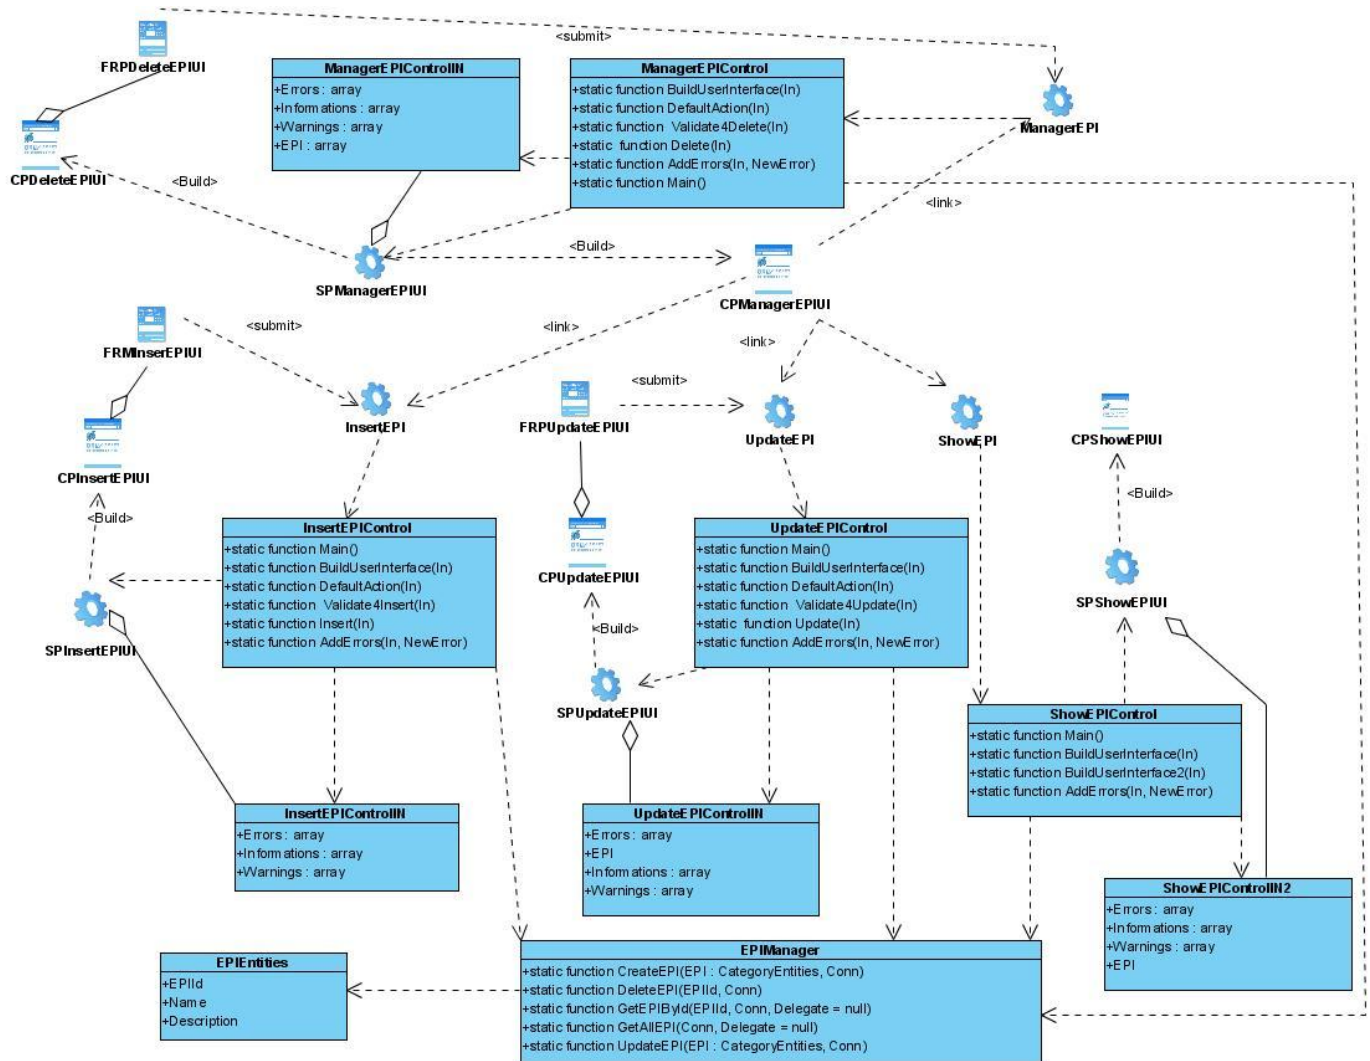 <submit>
FRPDeleteEPIUI
ManagerEPIControlIN
+Errors : array
+Informations : array
+Warnings : array
+EPI : array
ManagerEPIControl
+static function BuildUserInterface(In)
+static function DefaultAction(In)
+static function Validate4Delete(In)
+static function Delete(In)
+static function AddErrors(In, NewError)
+static function Main()
ManagerEPI
CPDeleteEPIUI
<Build>
<link>
<Build>
SPManagerEPIUI
CPManagerEPIUI
<submit>
<link>
<link>
FRMInserEPIUI
<submit>
InsertEPI
FRPUpdateEPIUI
UpdateEPI
ShowEPI
CPShowEPIUI
CPInsertEPIUI
<Build>
<Build>
InsertEPIControl
+static function Main()
+static function BuildUserInterface(In)
+static function DefaultAction(In)
+static function Validate4Insert(In)
+static function Insert(In)
+static function AddErrors(In, NewError)
CPUpdateEPIUI
UpdateEPIControl
+static function Main()
+static function BuildUserInterface(In)
+static function DefaultAction(In)
+static function Validate4Update(In)
+static function Update(In)
+static function AddErrors(In, NewError)
SPShowEPIUI
SPInsertEPIUI
<Build>
SPUpdateEPIUI
ShowEPIControl
+static function Main()
+static function BuildUserInterface(In)
+static function BuildUserInterface2(In)
+static function AddErrors(In, NewError)
InsertEPIControlIN
+Errors : array
+Informations : array
+Warnings : array
UpdateEPIControlIN
+Errors : array
+EPI
+Informations : array
+Warnings : array
ShowEPIControlIN2
+Errors : array
+Informations : array
+Warnings : array
+EPI
EPIEntities
+EPIId
+Name
+Description
EPIManager
+static function CreateEPI(EPI : CategoryEntities, Conn)
+static function DeleteEPI(EPIId, Conn)
+static function GetEPIById(EPIId, Conn, Delegate = null)
+static function GetAllEPI(Conn, Delegate = null)
+static function UpdateEPI(EPI : CategoryEntities, Conn)